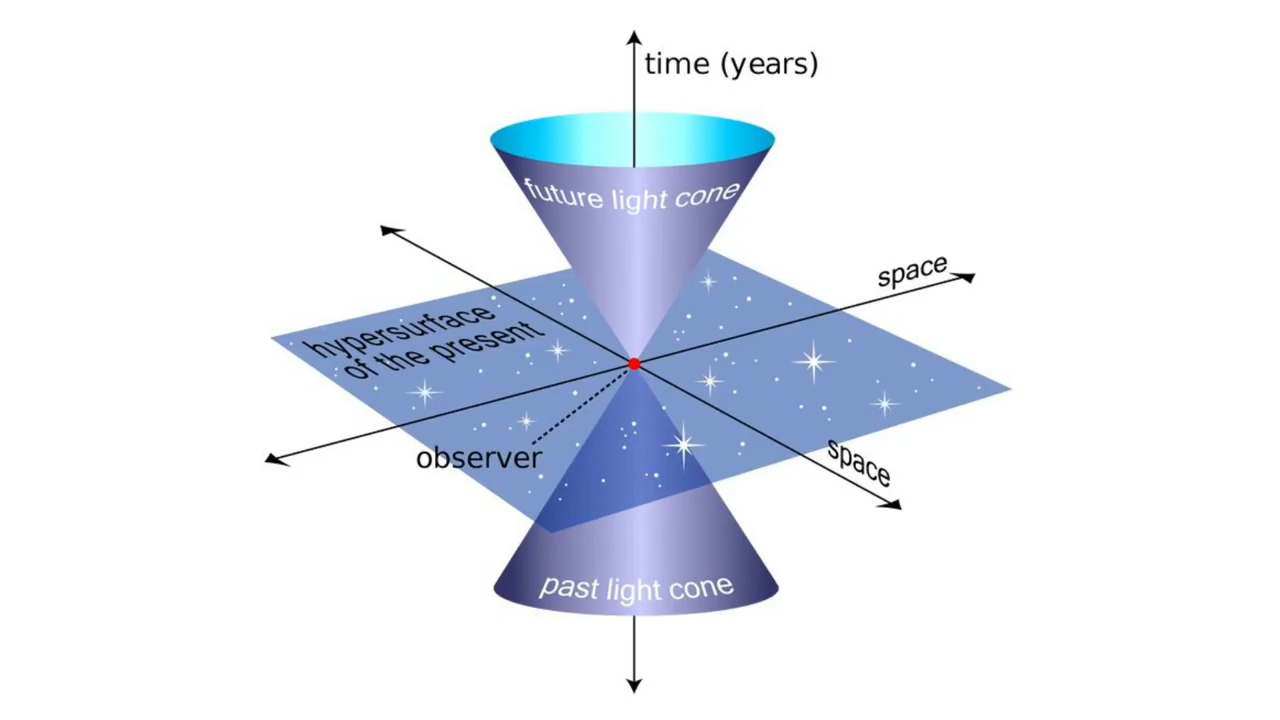 time (years)
future light cone
space
hypersurface
of the present
observer
space
past light cone